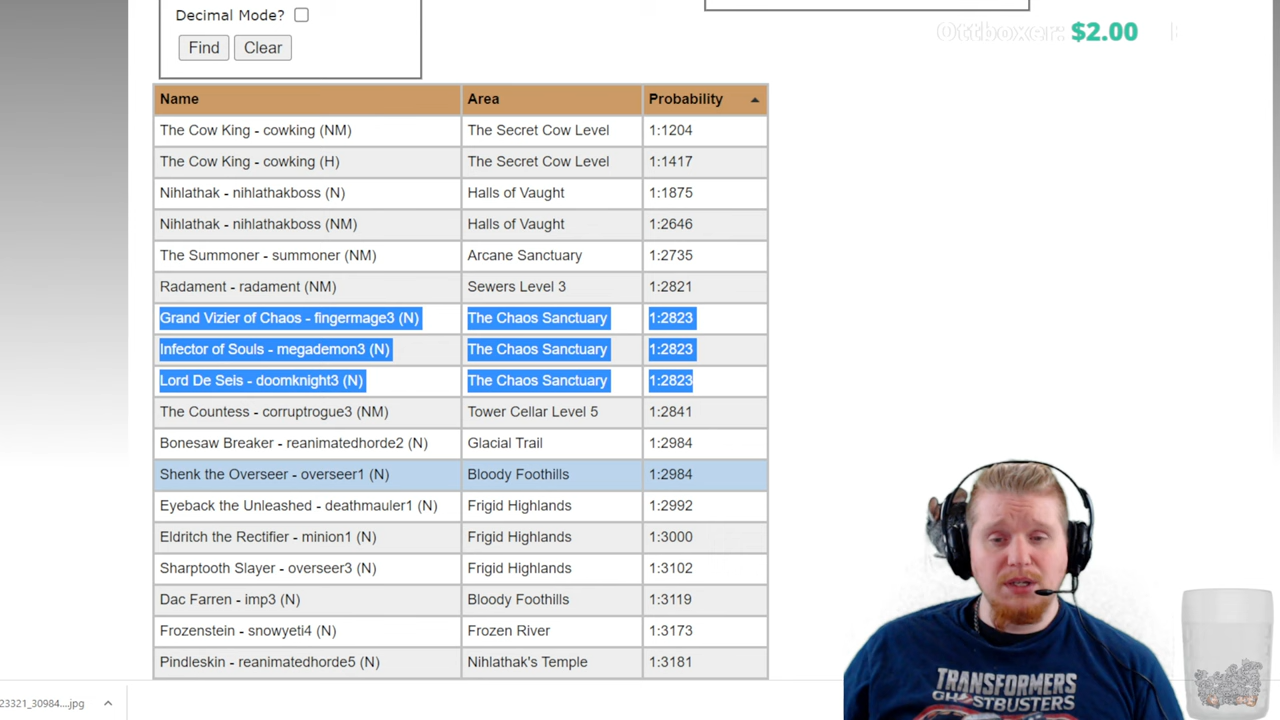 Decimal Mode?
Find Clear
Ottboxer: $2.00
Name Area Probability
The Cow King - cowking (NM) The Secret Cow Level 1:1204
The Cow King - cowking (H) The Secret Cow Level 1:1417
Nihlathak - nihlathakboss (N) Halls of Vaught 1:1875
Nihlathak - nihlathakboss (NM) Halls of Vaught 1:2646
The Summoner - summoner (NM) Arcane Sanctuary 1:2735
Radament - radament (NM) Sewers Level 3 1:2821
Grand Vizier of Chaos - fingermage3 (N) The Chaos Sanctuary 1:2823
Infector of Souls - megademon3 (N) The Chaos Sanctuary 1:2823
Lord De Seis - doomknight3 (N) The Chaos Sanctuary 1:2823
The Countess - corruptrogue3 (NM) Tower Cellar Level 5 1:2841
Bonesaw Breaker - reanimatedhorde2 (N) Glacial Trail 1:2984
Shenk the Overseer - overseer1 (N) Bloody Foothills 1:2984
Eyeback the Unleashed - deathmauler1 (N) Frigid Highlands 1:2992
Eldritch the Rectifier - minion1 (N) Frigid Highlands 1:3000
Sharptooth Slayer - overseer3 (N) Frigid Highlands 1:3102
Dac Farren - imp3 (N) Bloody Foothills 1:3119
Frozenstein - snowyeti4 (N) Frozen River 1:3173
Pindleskin - reanimatedhorde5 (N) Nihlathak's Temple 1:3181
23321_30984....jpg
TRANSFORMERS
GHOSTBUSTERS